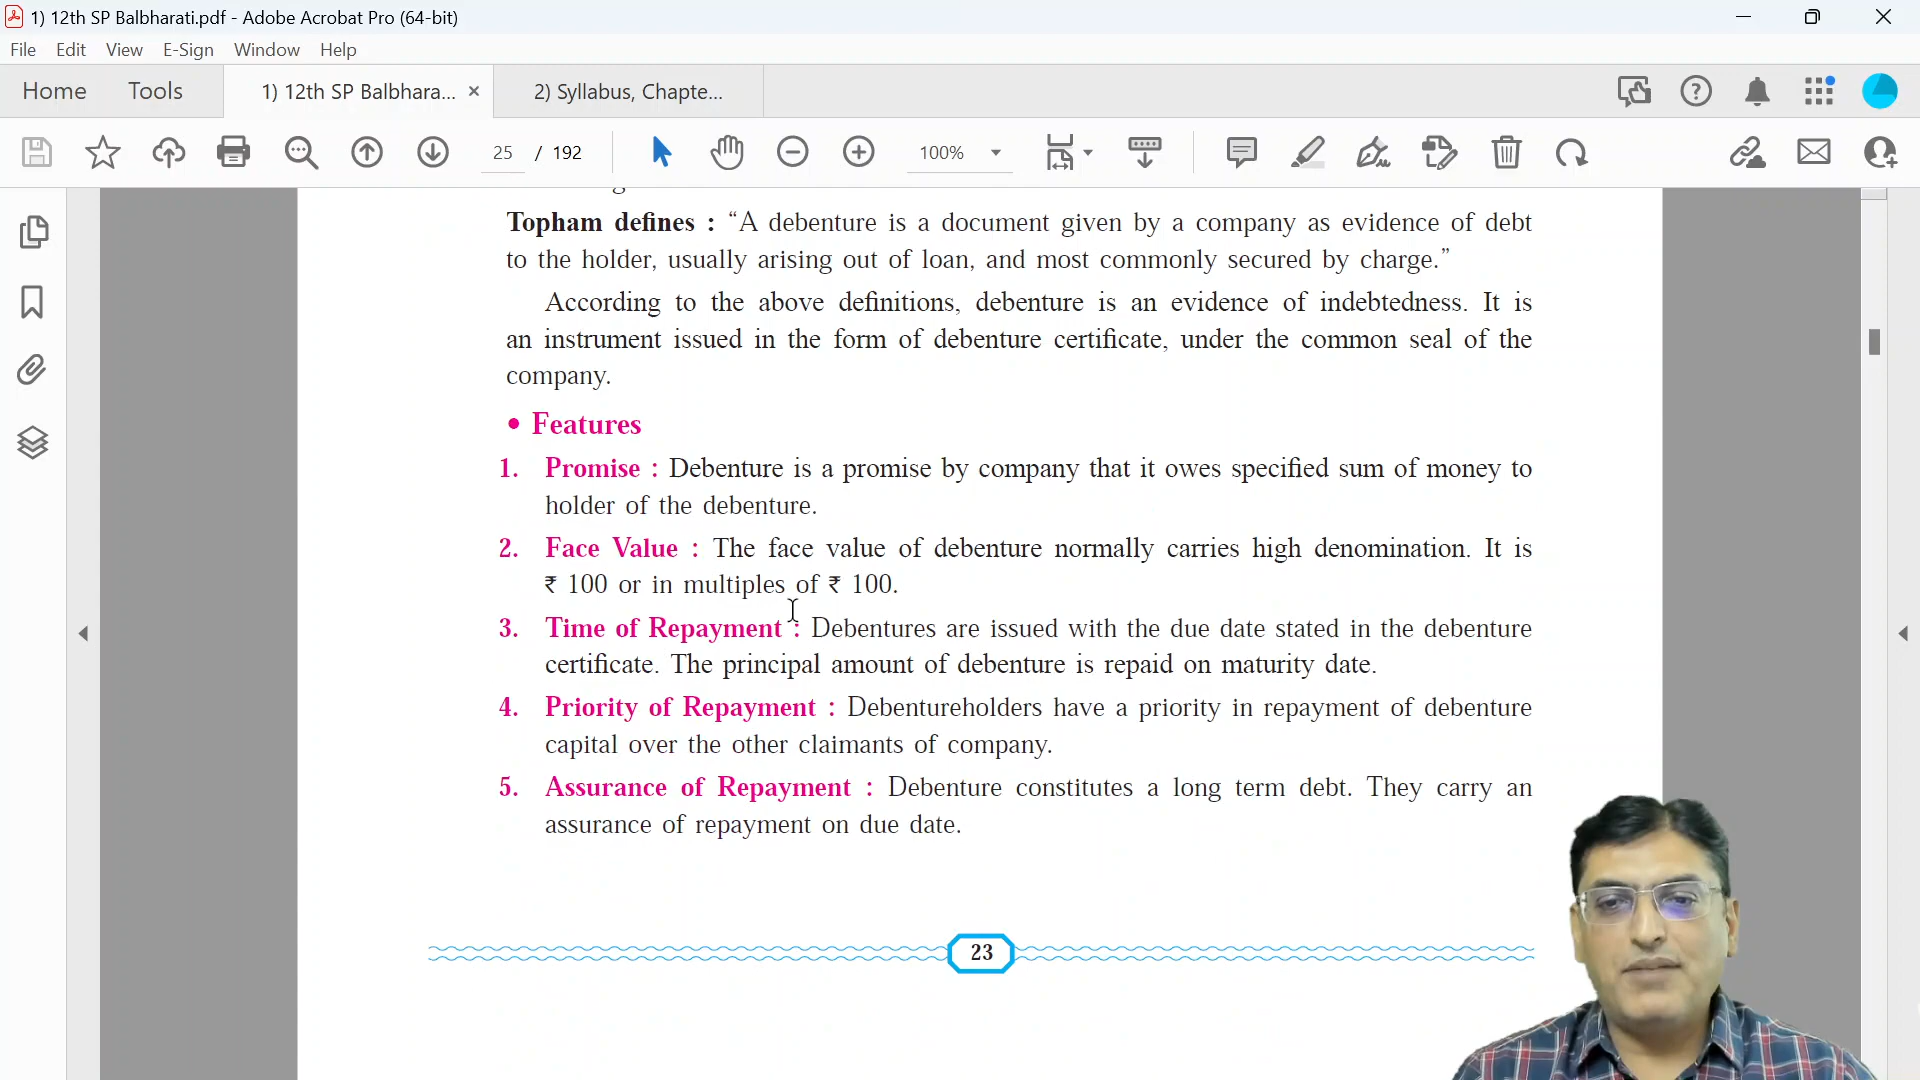 1) 12th SP Balbharati.pdf - Adobe Acrobat Pro (64-bit)
File Edit View E-Sign Window Help
Home Tools 1) 12th SP Balbhara... × 2) Syllabus, Chapte...
25 / 192 100%
Topham defines : “A debenture is a document given by a company as evidence of debt
to the holder, usually arising out of loan, and most commonly secured by charge.”
According to the above definitions, debenture is an evidence of indebtedness. It is
an instrument issued in the form of debenture certificate, under the common seal of the
company.
• Features
1. Promise : Debenture is a promise by company that it owes specified sum of money to
holder of the debenture.
2. Face Value : The face value of debenture normally carries high denomination. It is
₹ 100 or in multiples of ₹ 100.
3. Time of Repayment : Debentures are issued with the due date stated in the debenture
certificate. The principal amount of debenture is repaid on maturity date.
4. Priority of Repayment : Debentureholders have a priority in repayment of debenture
capital over the other claimants of company.
5. Assurance of Repayment : Debenture constitutes a long term debt. They carry an
assurance of repayment on due date.
23